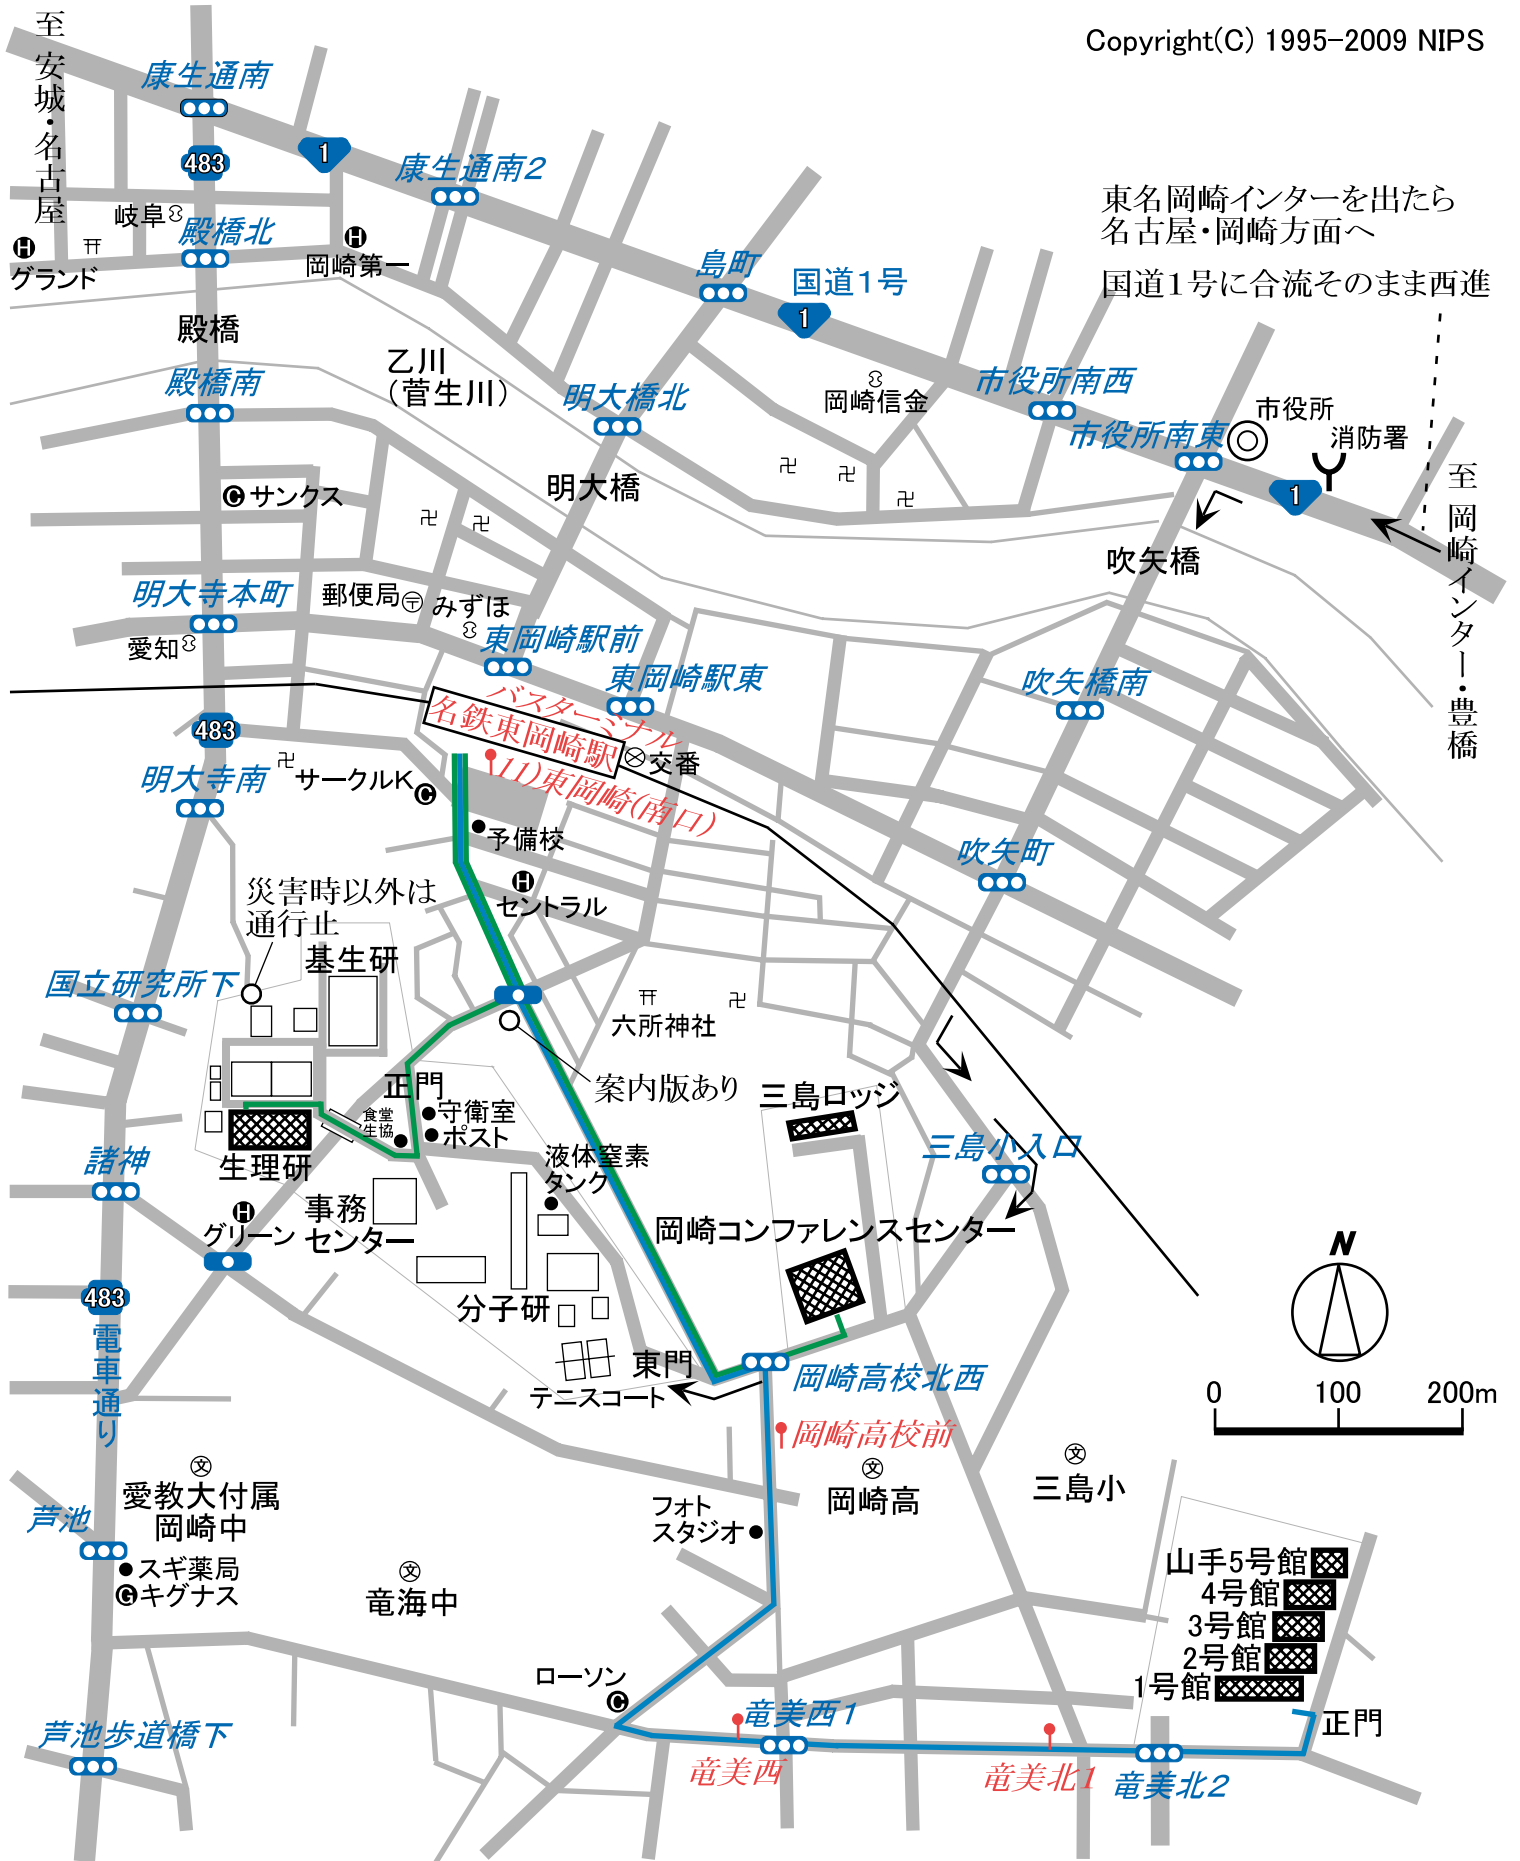 Copyright(C) 1995-2009 NIPS
至 安城・名古屋
康生通南
483
1
康生通南2
岐阜
殿橋北
グランド
岡崎第一
島町
国道1号
1
東名岡崎インターを出たら
名古屋・岡崎方面へ
国道1号に合流そのまま西進
殿橋
殿橋南
乙川
(菅生川)
明大橋北
岡崎信金
市役所南西
市役所南東
市役所
消防署
1
至 岡崎インター・豊橋
サンクス
明大橋
吹矢橋
明大寺本町
愛知
郵便局
みずほ
東岡崎駅前
東岡崎駅東
吹矢橋南
バスターミナル
名鉄東岡崎駅
11)東岡崎(南口)
交番
483
明大寺南
サークルK
予備校
セントラル
吹矢町
災害時以外は
通行止
基生研
国立研究所下
六所神社
案内版あり
正門
食堂
生協
守衛室
ポスト
三島ロッジ
三島小入口
生理研
諸神
グリーン
事務
センター
液体窒素
タンク
岡崎コンファレンスセンター
分子研
483
電車通り
東門
テニスコート
岡崎高校北西
岡崎高校前
N
0 100 200m
文
愛教大付属
岡崎中
文
竜海中
文
岡崎高
文
三島小
フォト
スタジオ
芦池
スギ薬局
キグナス
山手5号館
4号館
3号館
2号館
1号館
正門
ローソン
芦池歩道橋下
竜美西1
竜美西
竜美北1
竜美北2